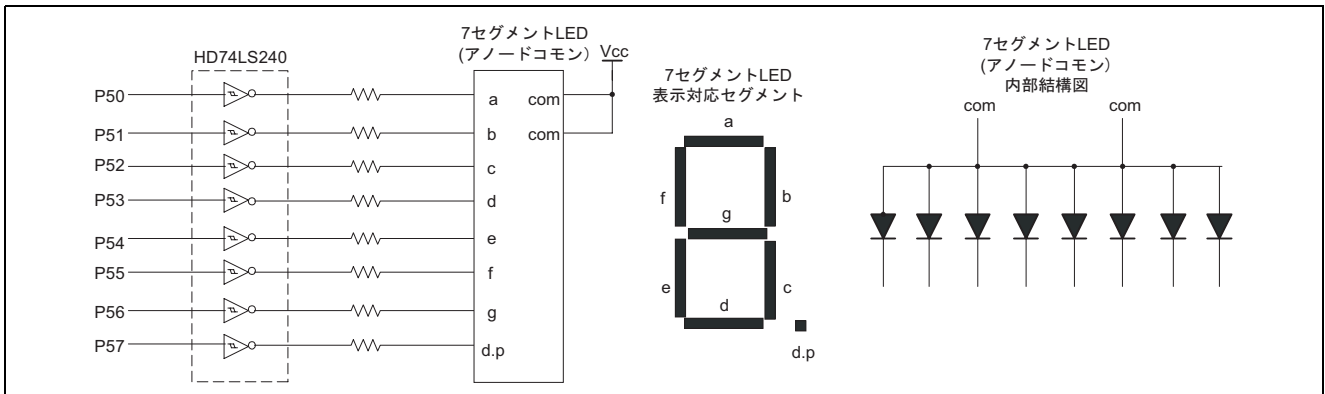 HD74LS240
P50
P51
P52
P53
P54
P55
P56
P57
7セグメントLED
(アノードコモン)
Vcc
a com
b com
c
d
e
f
g
d.p
7セグメントLED
表示対応セグメント
a
f
b
g
e
c
d
d.p
7セグメントLED
(アノードコモン)
内部結構図
com com